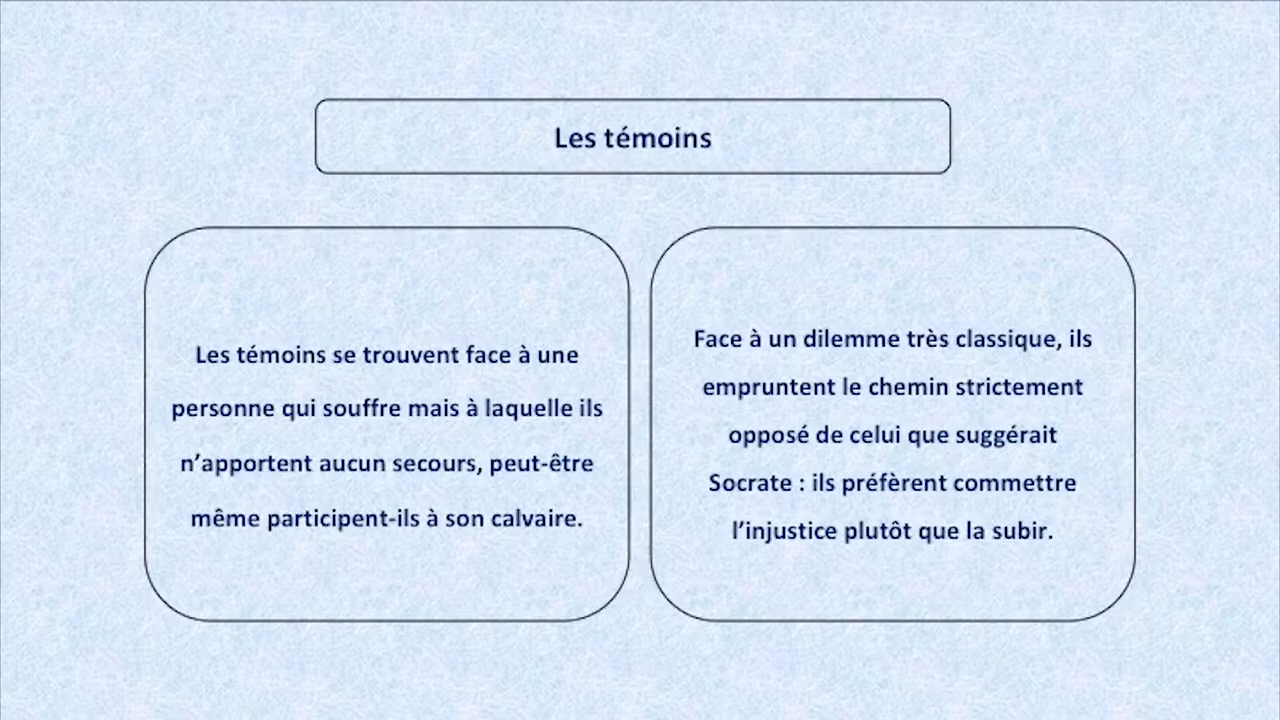 Les témoins
Les témoins se trouvent face à une
personne qui souffre mais à laquelle ils
n’apportent aucun secours, peut-être
même participent-ils à son calvaire.
Face à un dilemme très classique, ils
empruntent le chemin strictement
opposé de celui que suggérait
Socrate : ils préfèrent commettre
l’injustice plutôt que la subir.